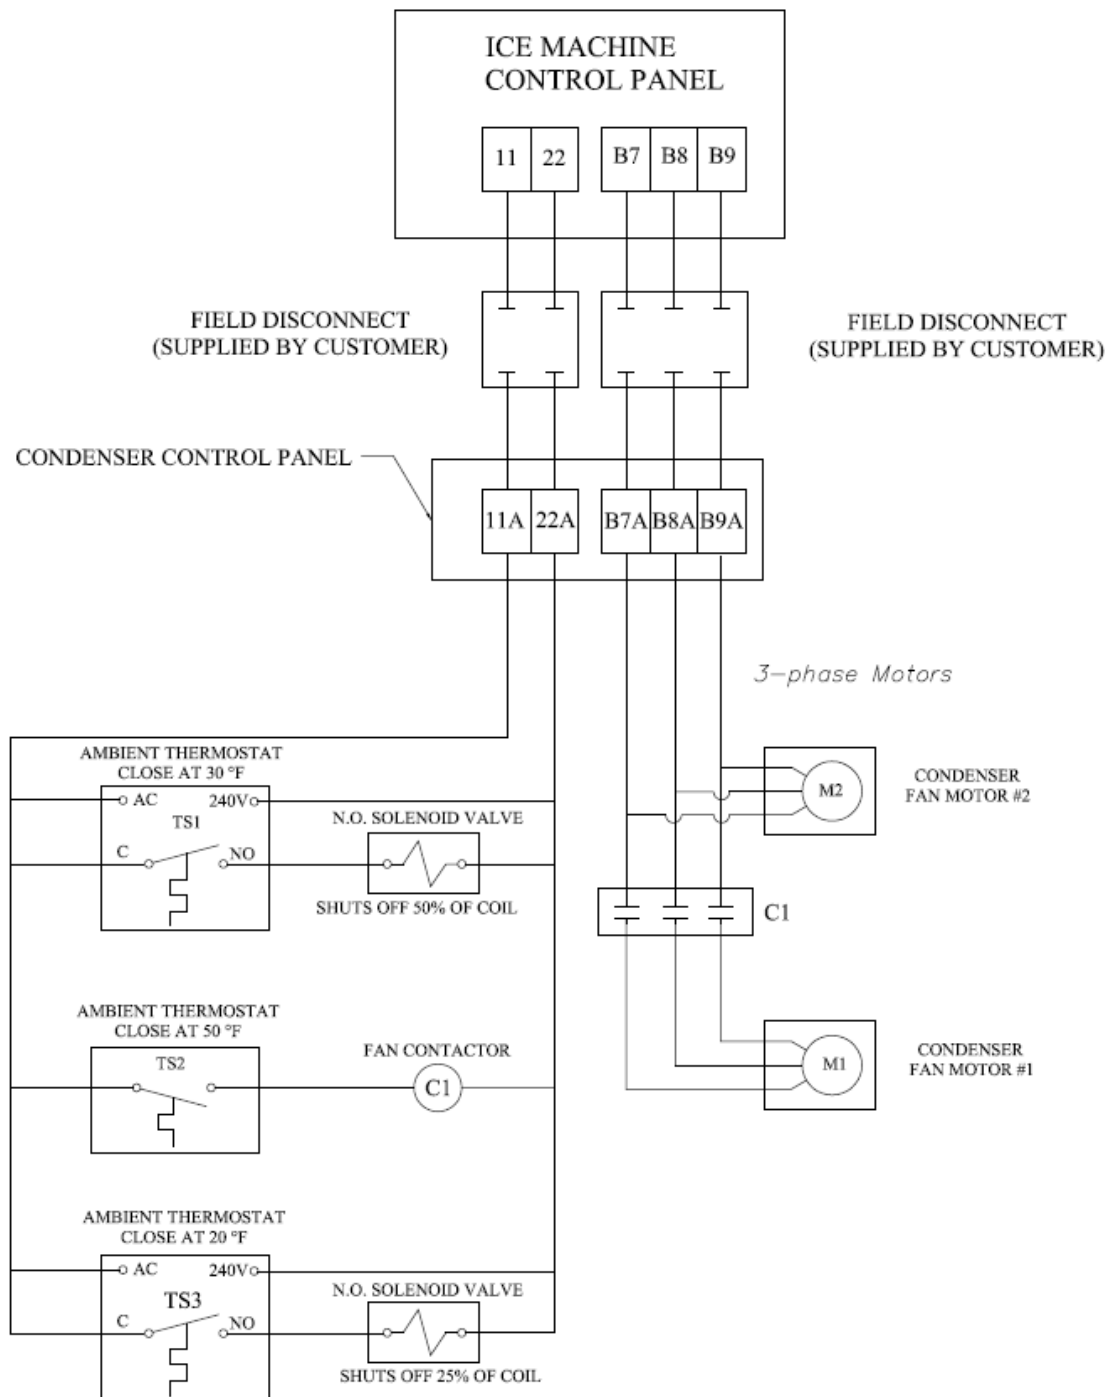 ICE MACHINE
CONTROL PANEL
11 22 B7 B8 B9
FIELD DISCONNECT
(SUPPLIED BY CUSTOMER)
FIELD DISCONNECT
(SUPPLIED BY CUSTOMER)
CONDENSER CONTROL PANEL
11A 22A B7A B8A B9A
3-phase Motors
AMBIENT THERMOSTAT
CLOSE AT 30 °F
AC 240V
TS1
C NO
N.O. SOLENOID VALVE
SHUTS OFF 50% OF COIL
M2
CONDENSER
FAN MOTOR #2
C1
AMBIENT THERMOSTAT
CLOSE AT 50 °F
TS2
FAN CONTACTOR
C1
M1
CONDENSER
FAN MOTOR #1
AMBIENT THERMOSTAT
CLOSE AT 20 °F
AC 240V
TS3
C NO
N.O. SOLENOID VALVE
SHUTS OFF 25% OF COIL